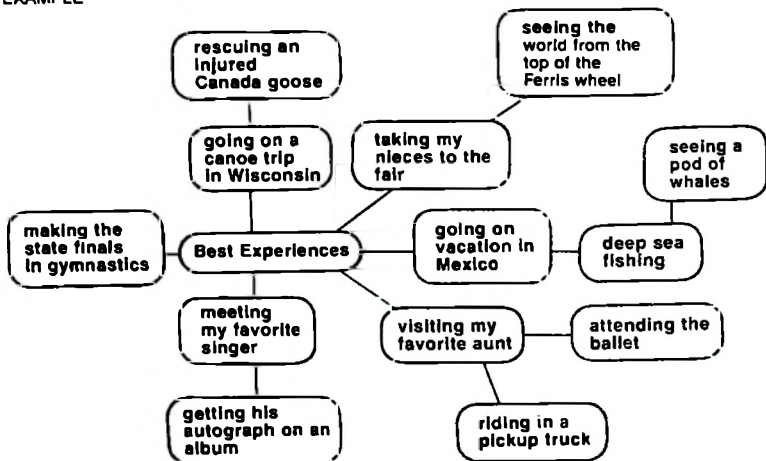 EXAMPLE
rescuing an
injured
Canada goose
seeing the
world from the
top of the
Ferris wheel
going on a
canoe trip
in Wisconsin
taking my
nieces to the
fair
seeing a
pod of
whales
making the
state finals
in gymnastics
Best Experiences
going on
vacation in
Mexico
deep sea
fishing
meeting
my favorite
singer
visiting my
favorite aunt
attending the
ballet
getting his
autograph on an
album
riding in a
pickup truck